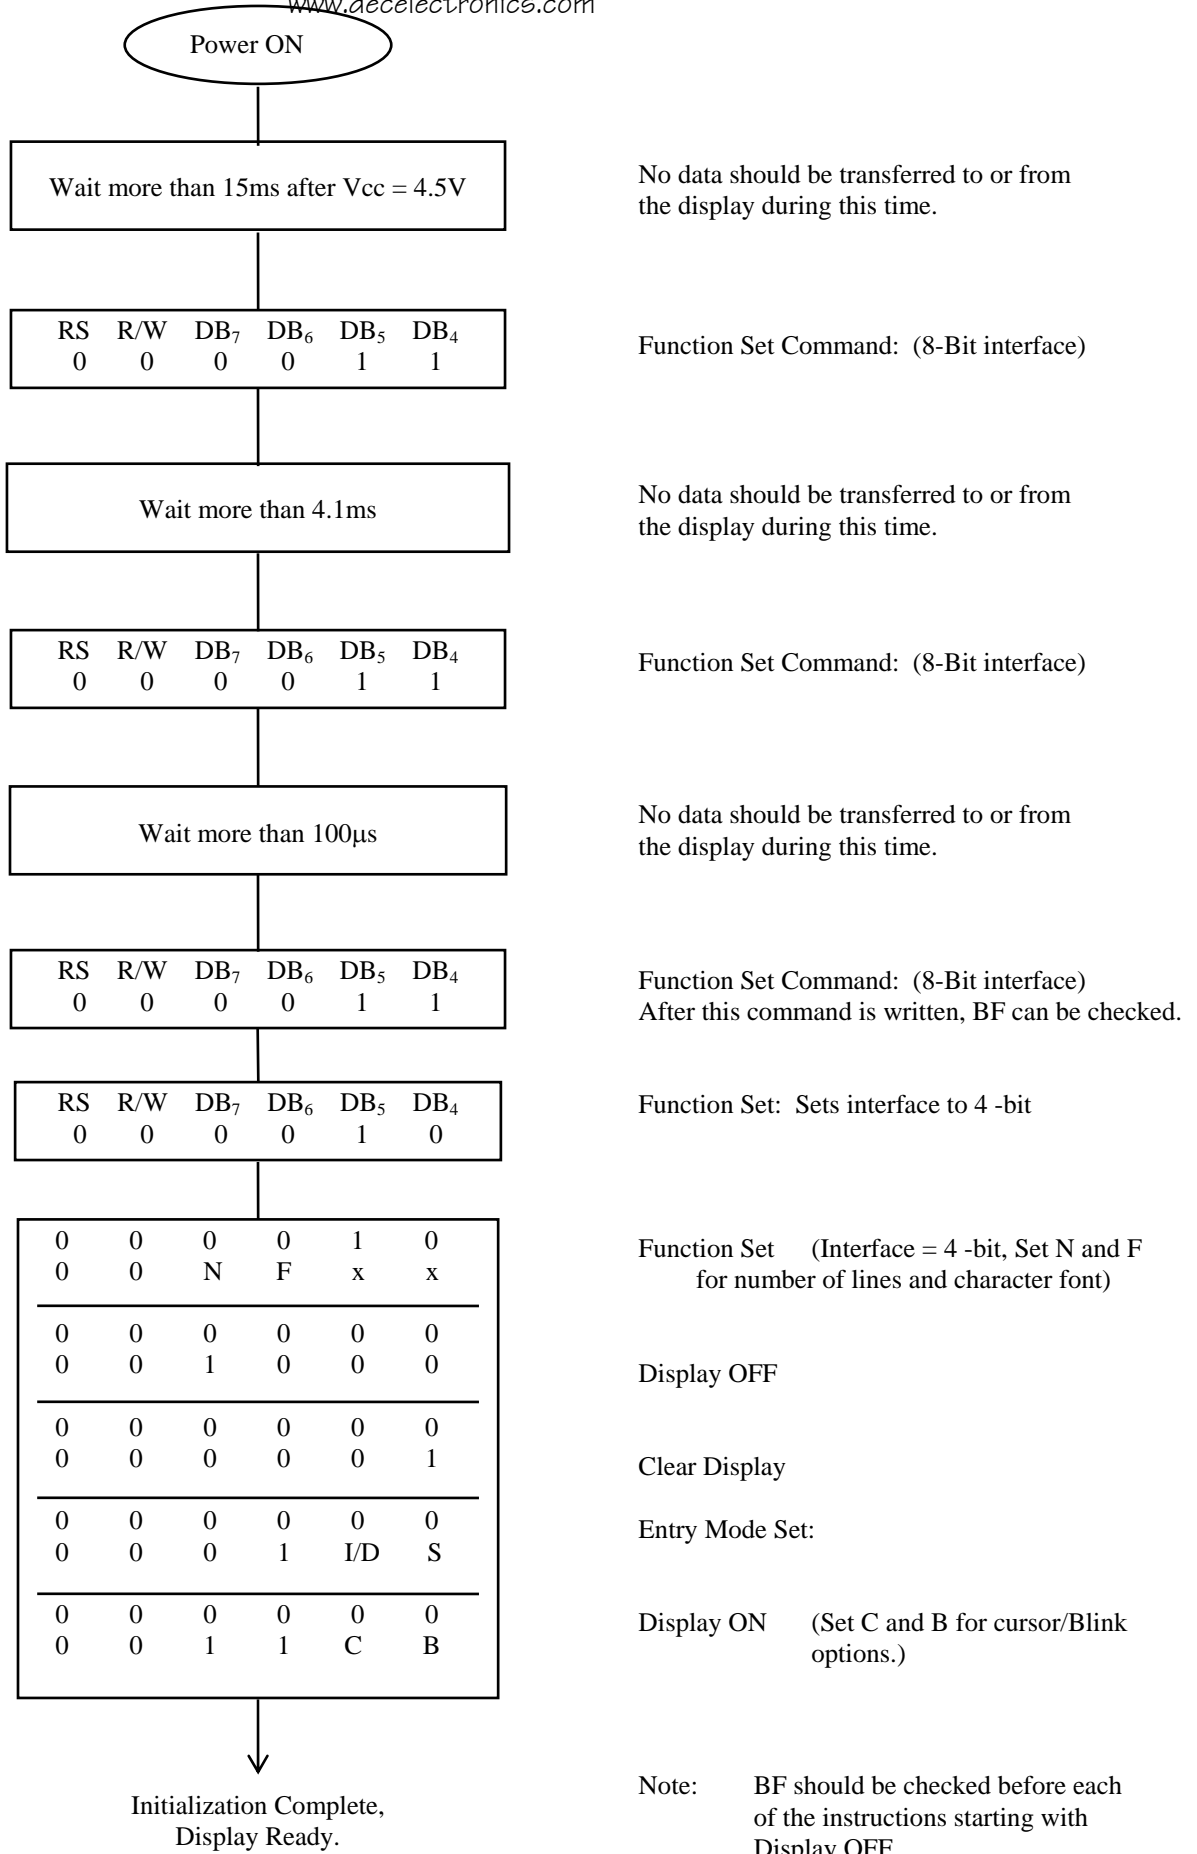 www.decelectronics.com
Power ON
Wait more than 15ms after Vcc = 4.5V
No data should be transferred to or from
the display during this time.
RS R/W DB₇ DB₆ DB₅ DB₄
0 0 0 0 1 1
Function Set Command: (8-Bit interface)
Wait more than 4.1ms
No data should be transferred to or from
the display during this time.
RS R/W DB₇ DB₆ DB₅ DB₄
0 0 0 0 1 1
Function Set Command: (8-Bit interface)
Wait more than 100µs
No data should be transferred to or from
the display during this time.
RS R/W DB₇ DB₆ DB₅ DB₄
0 0 0 0 1 1
Function Set Command: (8-Bit interface)
After this command is written, BF can be checked.
RS R/W DB₇ DB₆ DB₅ DB₄
0 0 0 0 1 0
Function Set: Sets interface to 4 -bit
0 0 0 0 1 0
0 0 N F x x
Function Set (Interface = 4 -bit, Set N and F
for number of lines and character font)
0 0 0 0 0 0
0 0 1 0 0 0
Display OFF
0 0 0 0 0 0
0 0 0 0 0 1
Clear Display
0 0 0 0 0 0
0 0 0 1 I/D S
Entry Mode Set:
0 0 0 0 0 0
0 0 1 1 C B
Display ON (Set C and B for cursor/Blink
options.)
Initialization Complete,
Display Ready.
Note: BF should be checked before each
of the instructions starting with
Display OFF